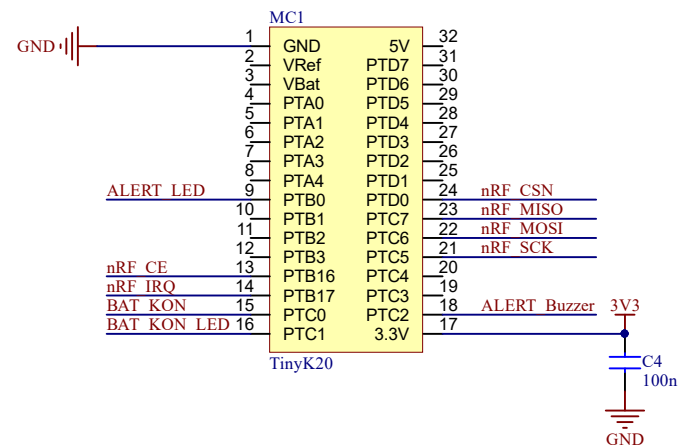 MC1
GND
1 GND 5V 32
2 VRef PTD7 31
3 VBat PTD6 30
4 PTA0 PTD5 29
5 PTA1 PTD4 28
6 PTA2 PTD3 27
7 PTA3 PTD2 26
8 PTA4 PTD1 25
ALERT_LED 9 PTB0 PTD0 24 nRF_CSN
10 PTB1 PTC7 23 nRF_MISO
11 PTB2 PTC6 22 nRF_MOSI
12 PTB3 PTC5 21 nRF_SCK
nRF_CE 13 PTB16 PTC4 20
nRF_IRQ 14 PTB17 PTC3 19
BAT_KON 15 PTC0 PTC2 18 ALERT_Buzzer 3V3
BAT_KON_LED 16 PTC1 3.3V 17
TinyK20
C4
100n
GND